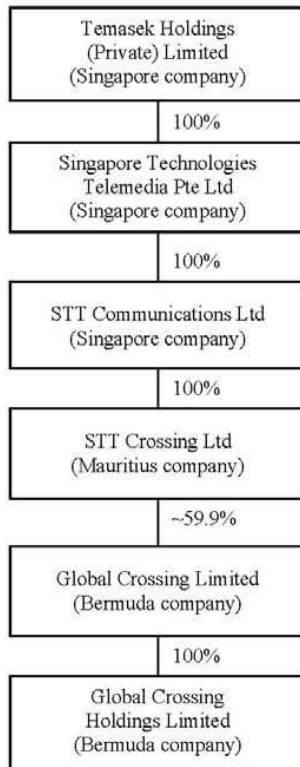 Temasek Holdings
(Private) Limited
(Singapore company)
100%
Singapore Technologies
Telemedia Pte Ltd
(Singapore company)
100%
STT Communications Ltd
(Singapore company)
100%
STT Crossing Ltd
(Mauritius company)
~59.9%
Global Crossing Limited
(Bermuda company)
100%
Global Crossing
Holdings Limited
(Bermuda company)